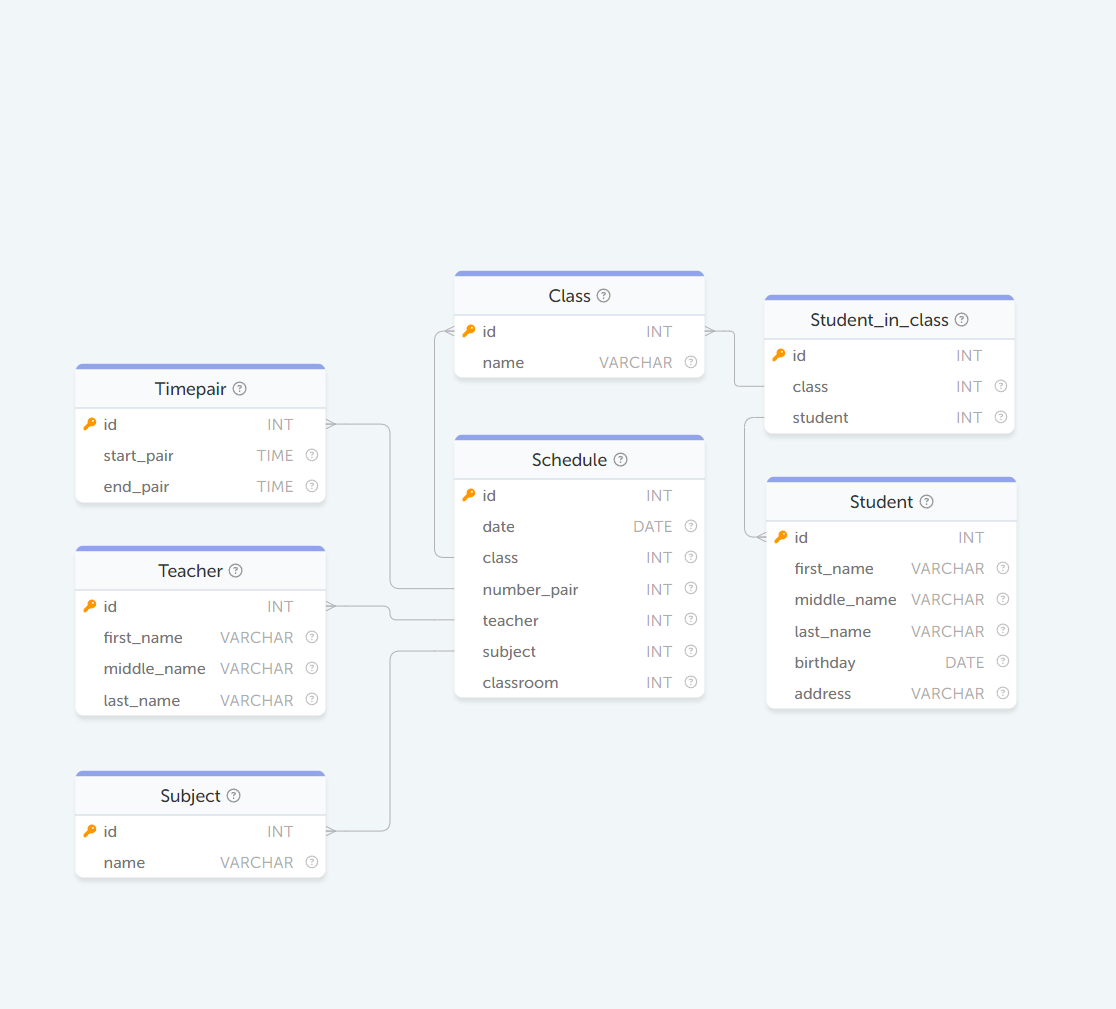 Class
id INT
name VARCHAR
Student_in_class
id INT
class INT
student INT
Timepair
id INT
start_pair TIME
end_pair TIME
Schedule
id INT
date DATE
class INT
number_pair INT
teacher INT
subject INT
classroom INT
Student
id INT
first_name VARCHAR
middle_name VARCHAR
last_name VARCHAR
birthday DATE
address VARCHAR
Teacher
id INT
first_name VARCHAR
middle_name VARCHAR
last_name VARCHAR
Subject
id INT
name VARCHAR